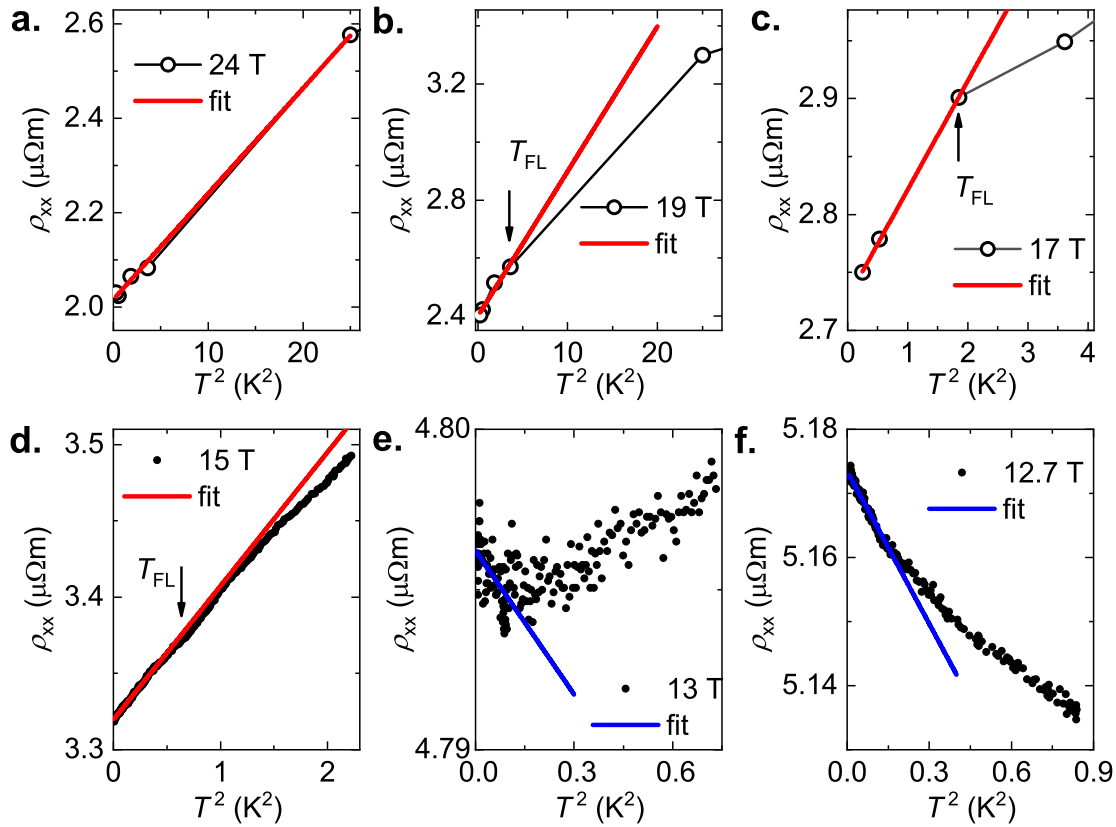 a.
2.6
2.4
2.2
2.0
ρxx (μΩm)
24 T
fit
0
10
20
T² (K²)
b.
3.2
2.8
2.4
ρxx (μΩm)
TFL
19 T
fit
0
10
20
T² (K²)
c.
2.9
2.8
2.7
ρxx (μΩm)
TFL
17 T
fit
0
1
2
3
4
T² (K²)
d.
3.5
3.4
3.3
ρxx (μΩm)
15 T
fit
TFL
0
1
2
T² (K²)
e.
4.80
4.79
ρxx (μΩm)
13 T
fit
0.0
0.3
0.6
T² (K²)
f.
5.18
5.16
5.14
ρxx (μΩm)
12.7 T
fit
0.0
0.3
0.6
0.9
T² (K²)